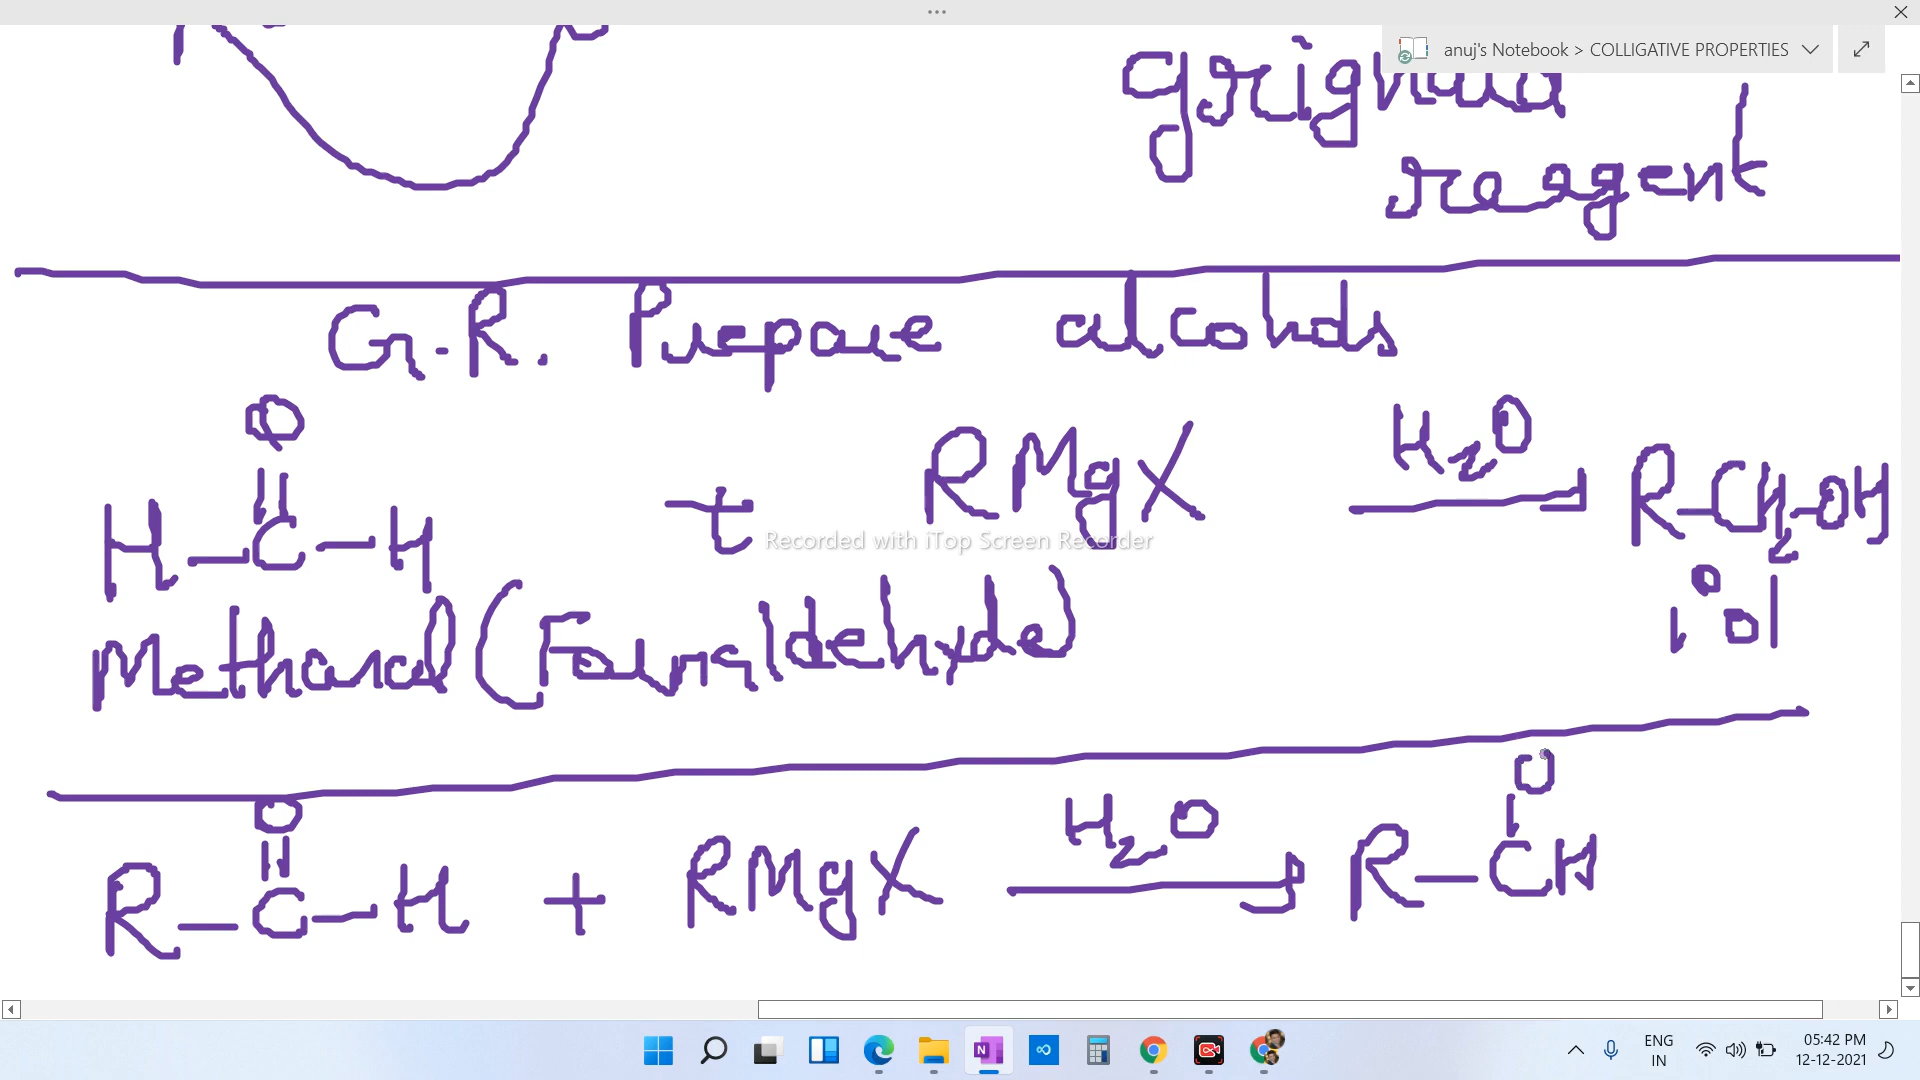 anuj's Notebook > COLLIGATIVE PROPERTIES
grignard
reagent
G.R. Prepare alcohols
O
H-C-H + RMgX H2O R-CH2-OH
Methanal (Formaldehyde) 1° ol
Recorded with iTop Screen Recorder
O O
R-C-H + RMgX H2O R-CH
ENG
IN
05:42 PM
12-12-2021